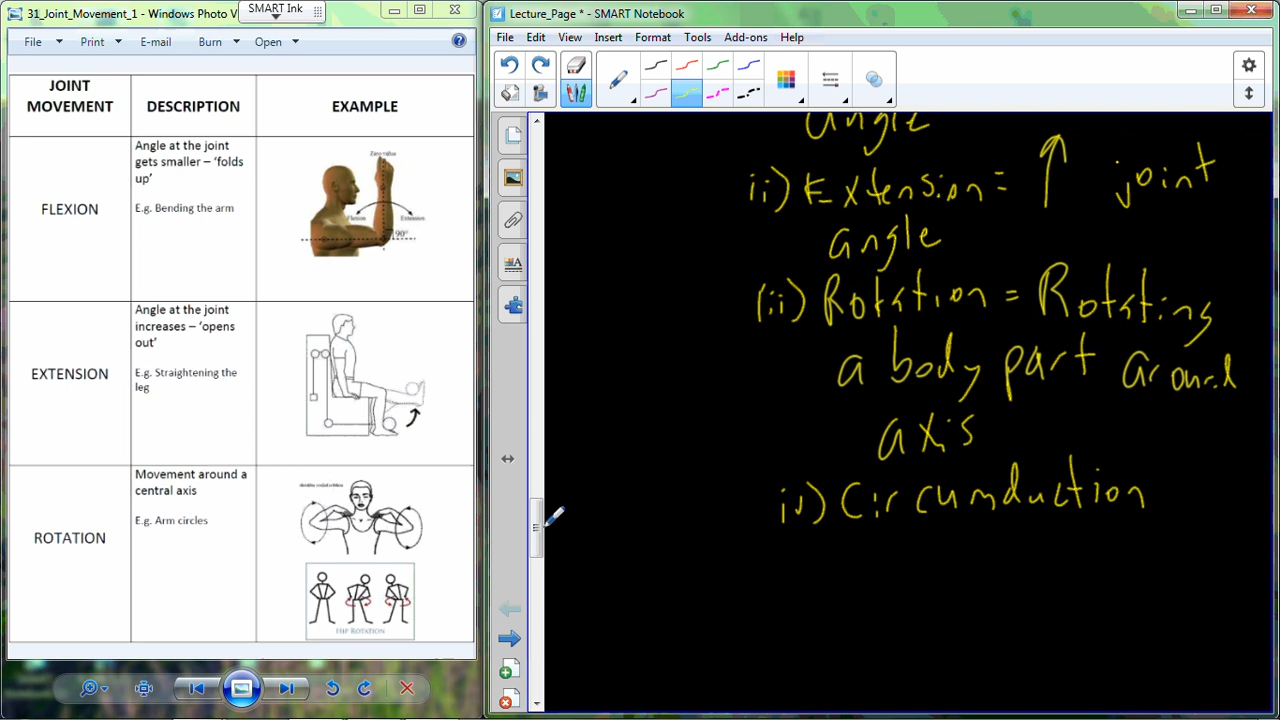 31_Joint_Movement_1 - Windows Photo V
SMART Ink
File Print E-mail Burn Open
JOINT MOVEMENT DESCRIPTION EXAMPLE
FLEXION
Angle at the joint
gets smaller – ‘folds
up’
E.g. Bending the arm
Flexion Extension
90°
EXTENSION
Angle at the joint
increases – ‘opens
out’
E.g. Straightening the
leg
ROTATION
Movement around a
central axis
E.g. Arm circles
HIP ROTATION
Lecture_Page * - SMART Notebook
File Edit View Insert Format Tools Add-ons Help
angle
ii) Extension = ↑ joint
angle
iii) Rotation = Rotating
a body part around
axis
iv) Circumduction